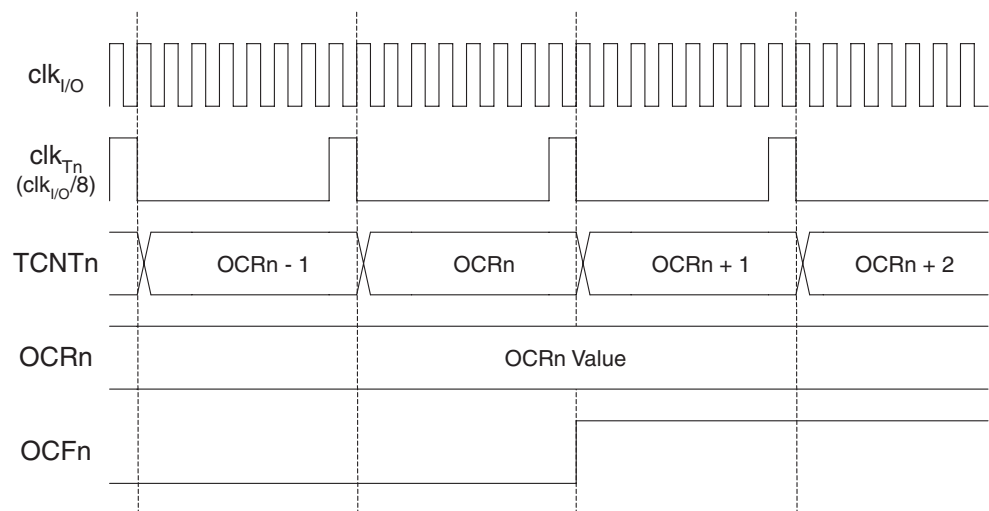 clkI/O
clkTn
(clkI/O/8)
TCNTn
OCRn - 1
OCRn
OCRn + 1
OCRn + 2
OCRn
OCRn Value
OCFn